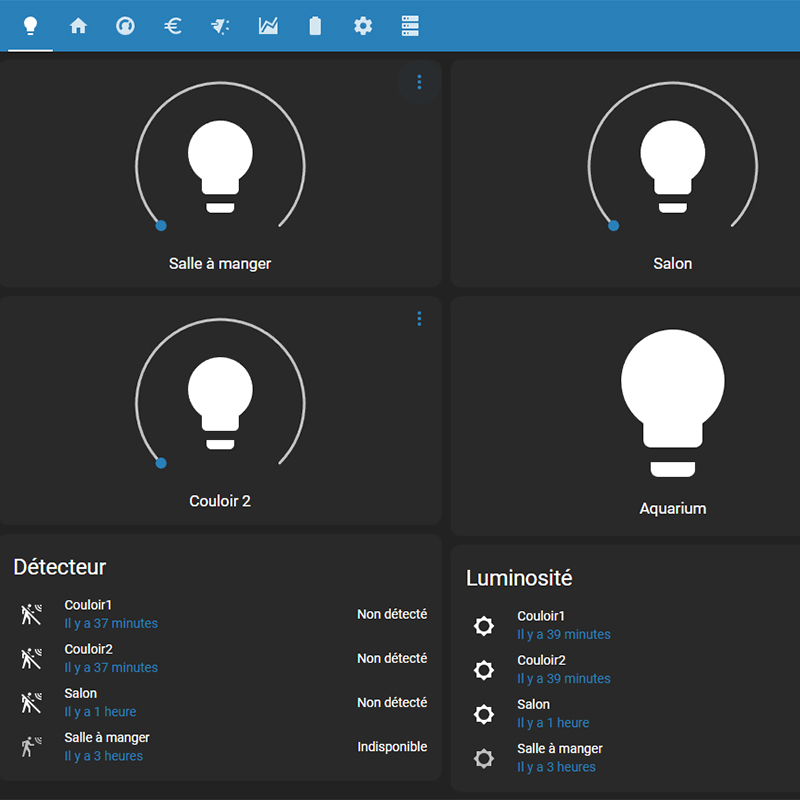 Salle à manger
Salon
Couloir 2
Aquarium
Détecteur
Couloir1
Il y a 37 minutes
Non détecté
Couloir2
Il y a 37 minutes
Non détecté
Salon
Il y a 1 heure
Non détecté
Salle à manger
Il y a 3 heures
Indisponible
Luminosité
Couloir1
Il y a 39 minutes
Couloir2
Il y a 39 minutes
Salon
Il y a 1 heure
Salle à manger
Il y a 3 heures